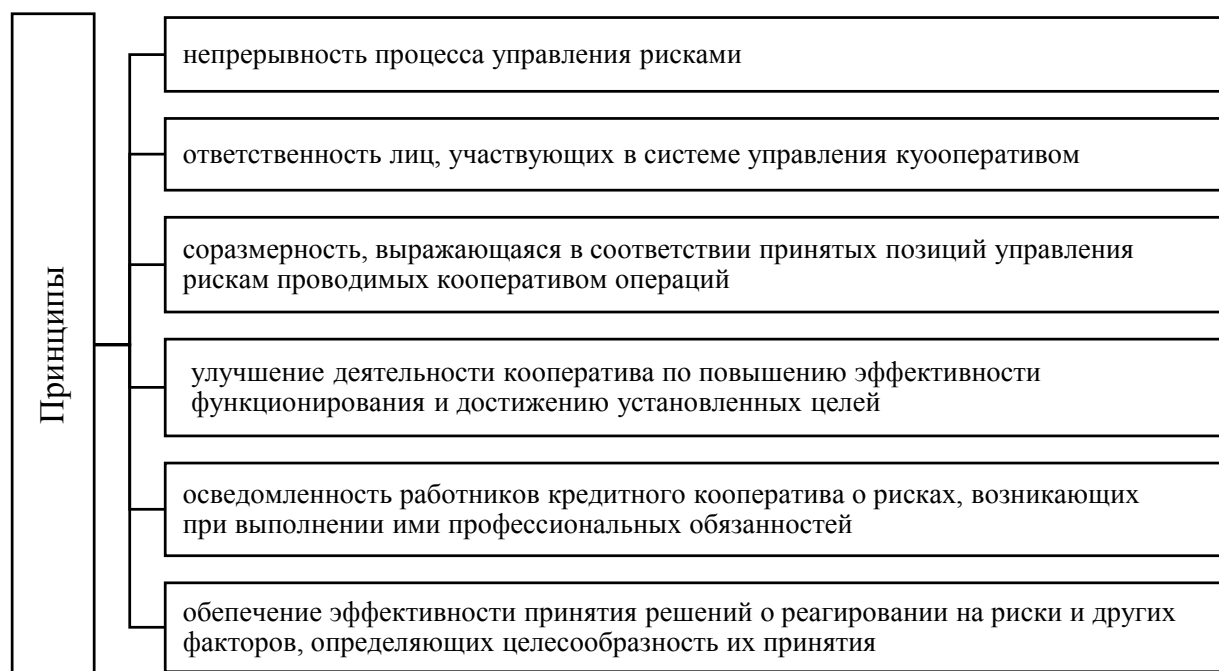 Принципы
непрерывность процесса управления рисками
ответственность лиц, участвующих в системе управления куооперативом
соразмерность, выражающаяся в соответствии принятых позиций управления
рискам проводимых кооперативом операций
улучшение деятельности кооператива по повышению эффективности
функционирования и достижению установленных целей
осведомленность работников кредитного кооператива о рисках, возникающих
при выполнении ими профессиональных обязанностей
обепечение эффективности принятия решений о реагировании на риски и других
факторов, определяющих целесообразность их принятия